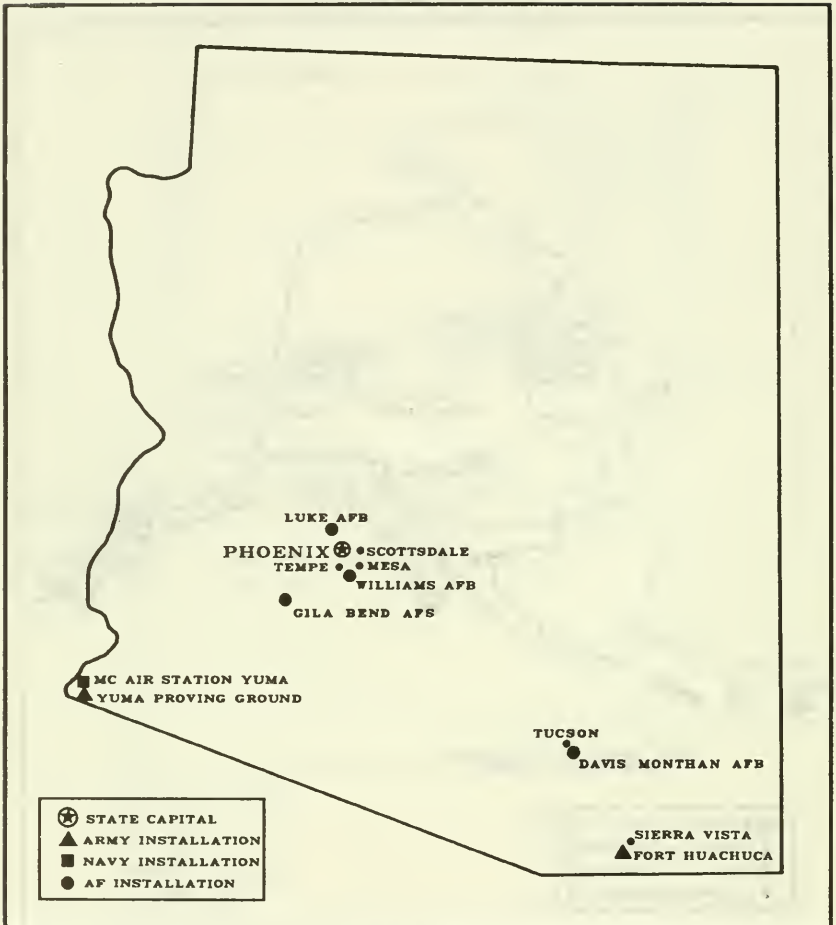 LUKE AFB
PHOENIX
SCOTTSDALE
TEMPE
MESA
WILLIAMS AFB
GILA BEND AFS
MC AIR STATION YUMA
YUMA PROVING GROUND
TUCSON
DAVIS MONTHAN AFB
SIERRA VISTA
FORT HUACHUCA
STATE CAPITAL
ARMY INSTALLATION
NAVY INSTALLATION
AF INSTALLATION